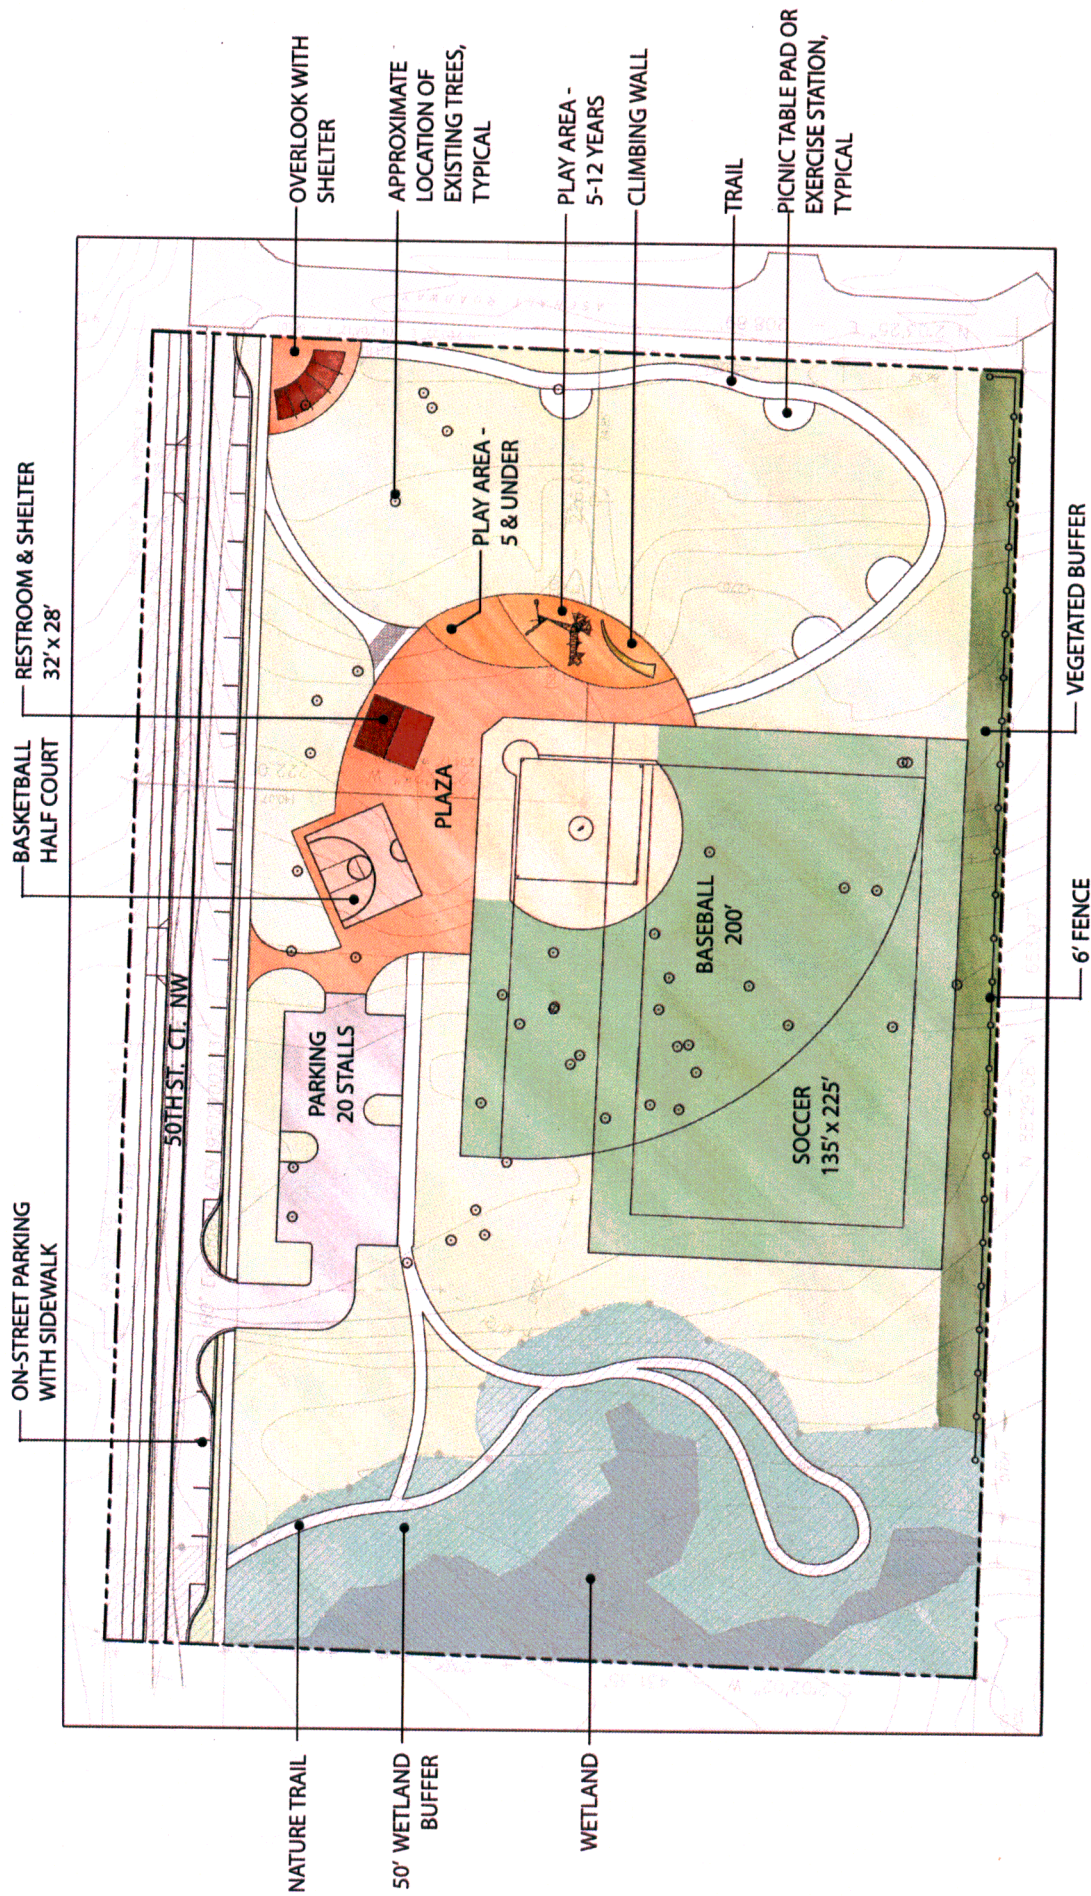 ON-STREET PARKING
WITH SIDEWALK
BASKETBALL
HALF COURT
RESTROOM & SHELTER
32' x 28'
OVERLOOK WITH
SHELTER
APPROXIMATE
LOCATION OF
EXISTING TREES,
TYPICAL
PLAY AREA -
5-12 YEARS
CLIMBING WALL
TRAIL
PICNIC TABLE PAD OR
EXERCISE STATION,
TYPICAL
50TH ST. CT. NW
PLAY AREA -
5 & UNDER
PLAZA
PARKING
20 STALLS
BASEBALL
200'
SOCCER
135' x 225'
NATURE TRAIL
50' WETLAND
BUFFER
WETLAND
6' FENCE
VEGETATED BUFFER